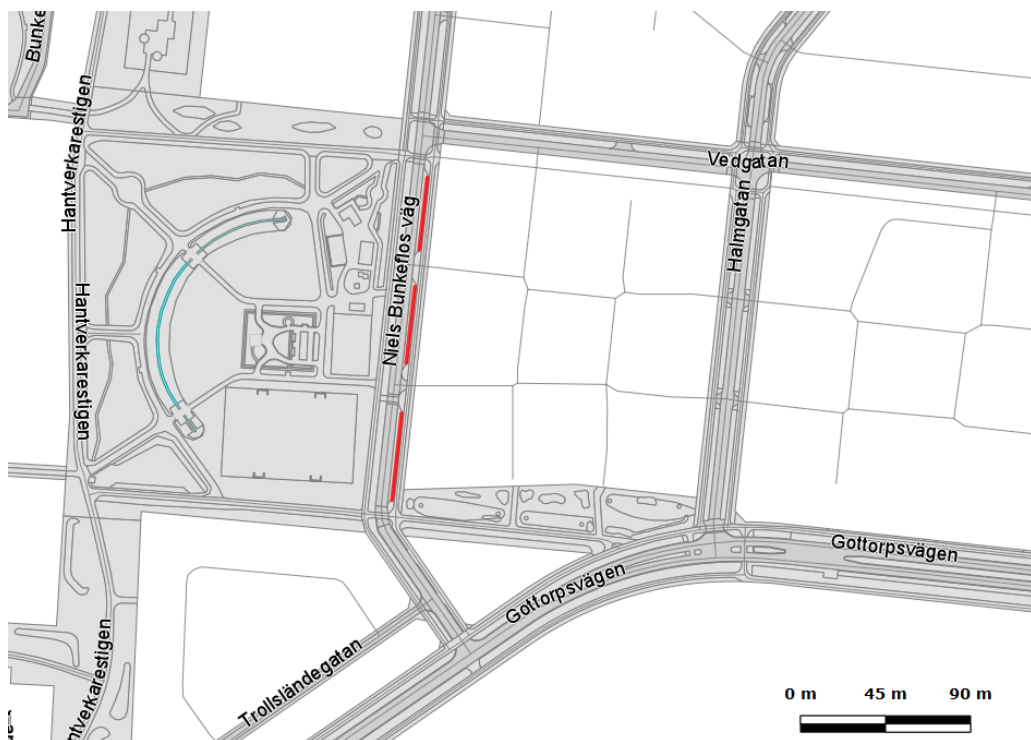 Bunke
Hantverkarestigen
Vedgatan
Niels Bunkeflos väg
Halmgatan
Hantverkarestigen
Gottorpsvägen
Gottorpsvägen
Hantverkarestigen
Trollsländegatan
0 m 45 m 90 m